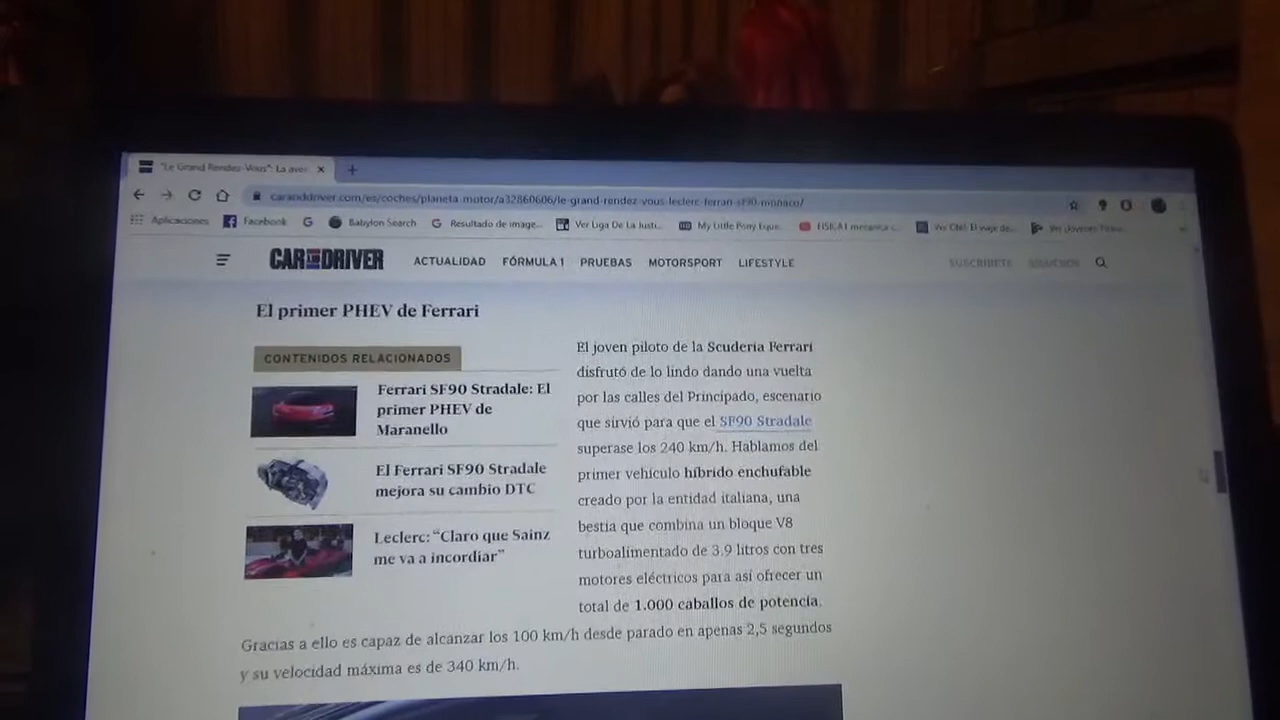 "Le Grand Rendez-Vous": La aver
caranddriver.com/es/coches/planeta-motor/a32860606/le-grand-rendez-vous-leclerc-ferrari-sf90-monaco/
Aplicaciones Facebook Babylon Search Resultado de image... Ver Liga De La Justi... My Little Pony Eque...
CAR AND DRIVER ACTUALIDAD FÓRMULA 1 PRUEBAS MOTORSPORT LIFESTYLE SUSCRÍBETE SÍGUENOS
El primer PHEV de Ferrari
CONTENIDOS RELACIONADOS
Ferrari SF90 Stradale: El
primer PHEV de
Maranello
El Ferrari SF90 Stradale
mejora su cambio DTC
Leclerc: “Claro que Sainz
me va a incordiar”
El joven piloto de la Scuderia Ferrari
disfrutó de lo lindo dando una vuelta
por las calles del Principado, escenario
que sirvió para que el SF90 Stradale
superase los 240 km/h. Hablamos del
primer vehículo híbrido enchufable
creado por la entidad italiana, una
bestia que combina un bloque V8
turboalimentado de 3.9 litros con tres
motores eléctricos para así ofrecer un
total de 1.000 caballos de potencia.
Gracias a ello es capaz de alcanzar los 100 km/h desde parado en apenas 2,5 segundos
y su velocidad máxima es de 340 km/h.